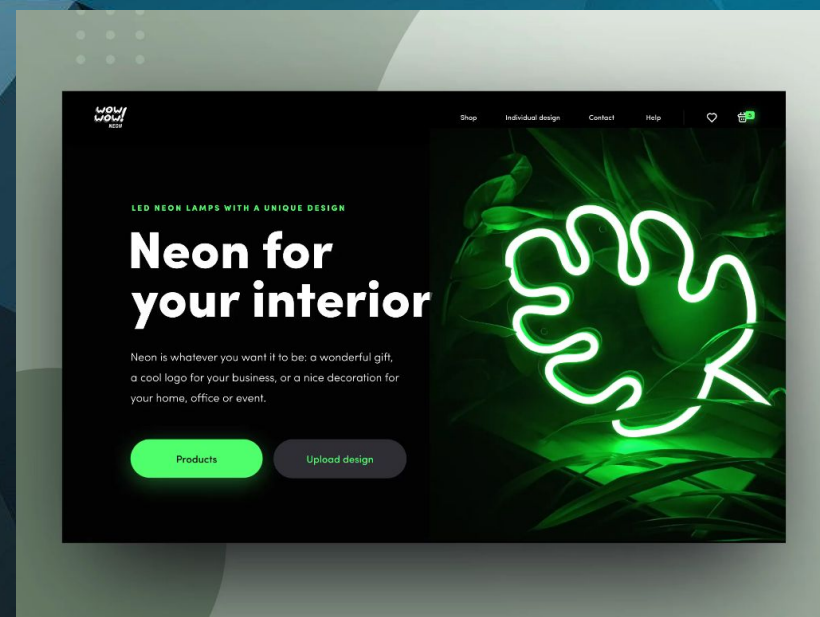 wow!
wow!
NEON
Shop
Individual design
Contact
Help
5
LED NEON LAMPS WITH A UNIQUE DESIGN
Neon for
your interior
Neon is whatever you want it to be: a wonderful gift,
a cool logo for your business, or a nice decoration for
your home, office or event.
Products
Upload design